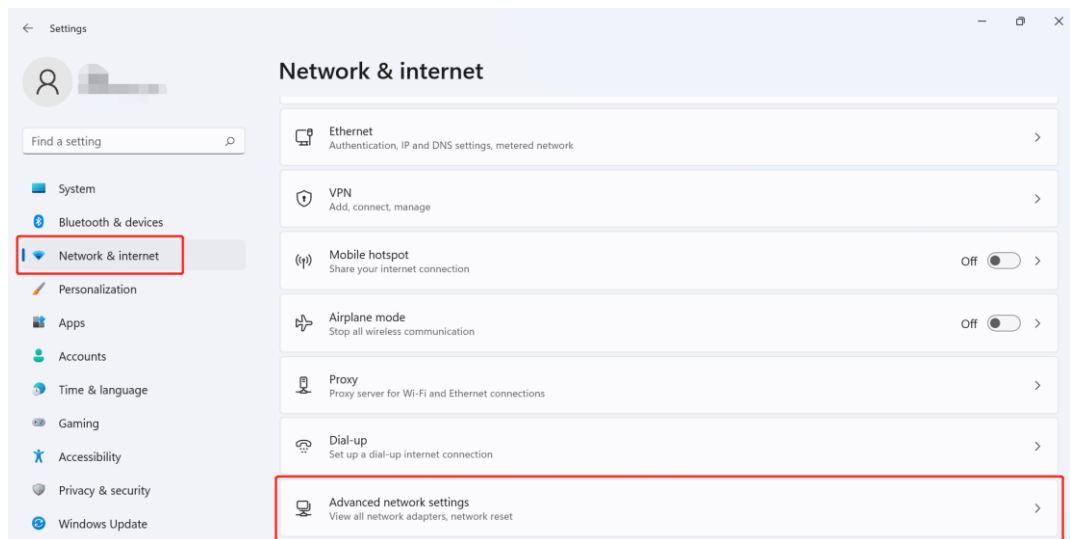 Settings
Network & internet
Find a setting
System
Bluetooth & devices
Network & internet
Personalization
Apps
Accounts
Time & language
Gaming
Accessibility
Privacy & security
Windows Update
Ethernet
Authentication, IP and DNS settings, metered network
VPN
Add, connect, manage
Mobile hotspot
Share your internet connection
Off
Airplane mode
Stop all wireless communication
Off
Proxy
Proxy server for Wi-Fi and Ethernet connections
Dial-up
Set up a dial-up internet connection
Advanced network settings
View all network adapters, network reset